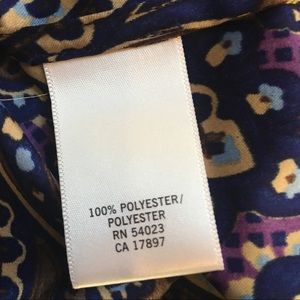 100% POLYESTER/
POLYESTER
RN 54023
CA 17897